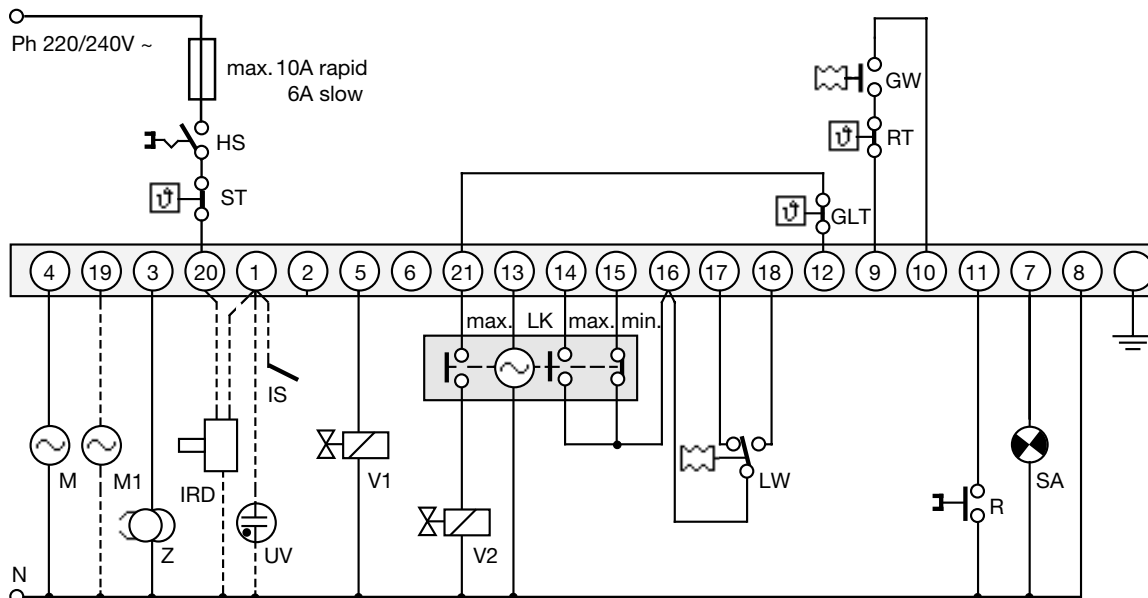 Ph 220/240V ~
max. 10A rapid
6A slow
HS
ϑ ST
GW
ϑ RT
ϑ GLT
4 19 3 20 1 2 5 6 21 13 14 15 16 17 18 12 9 10 11 7 8
max. LK max. min.
IS
M M1 IRD V1 LW SA
R
Z UV V2
N